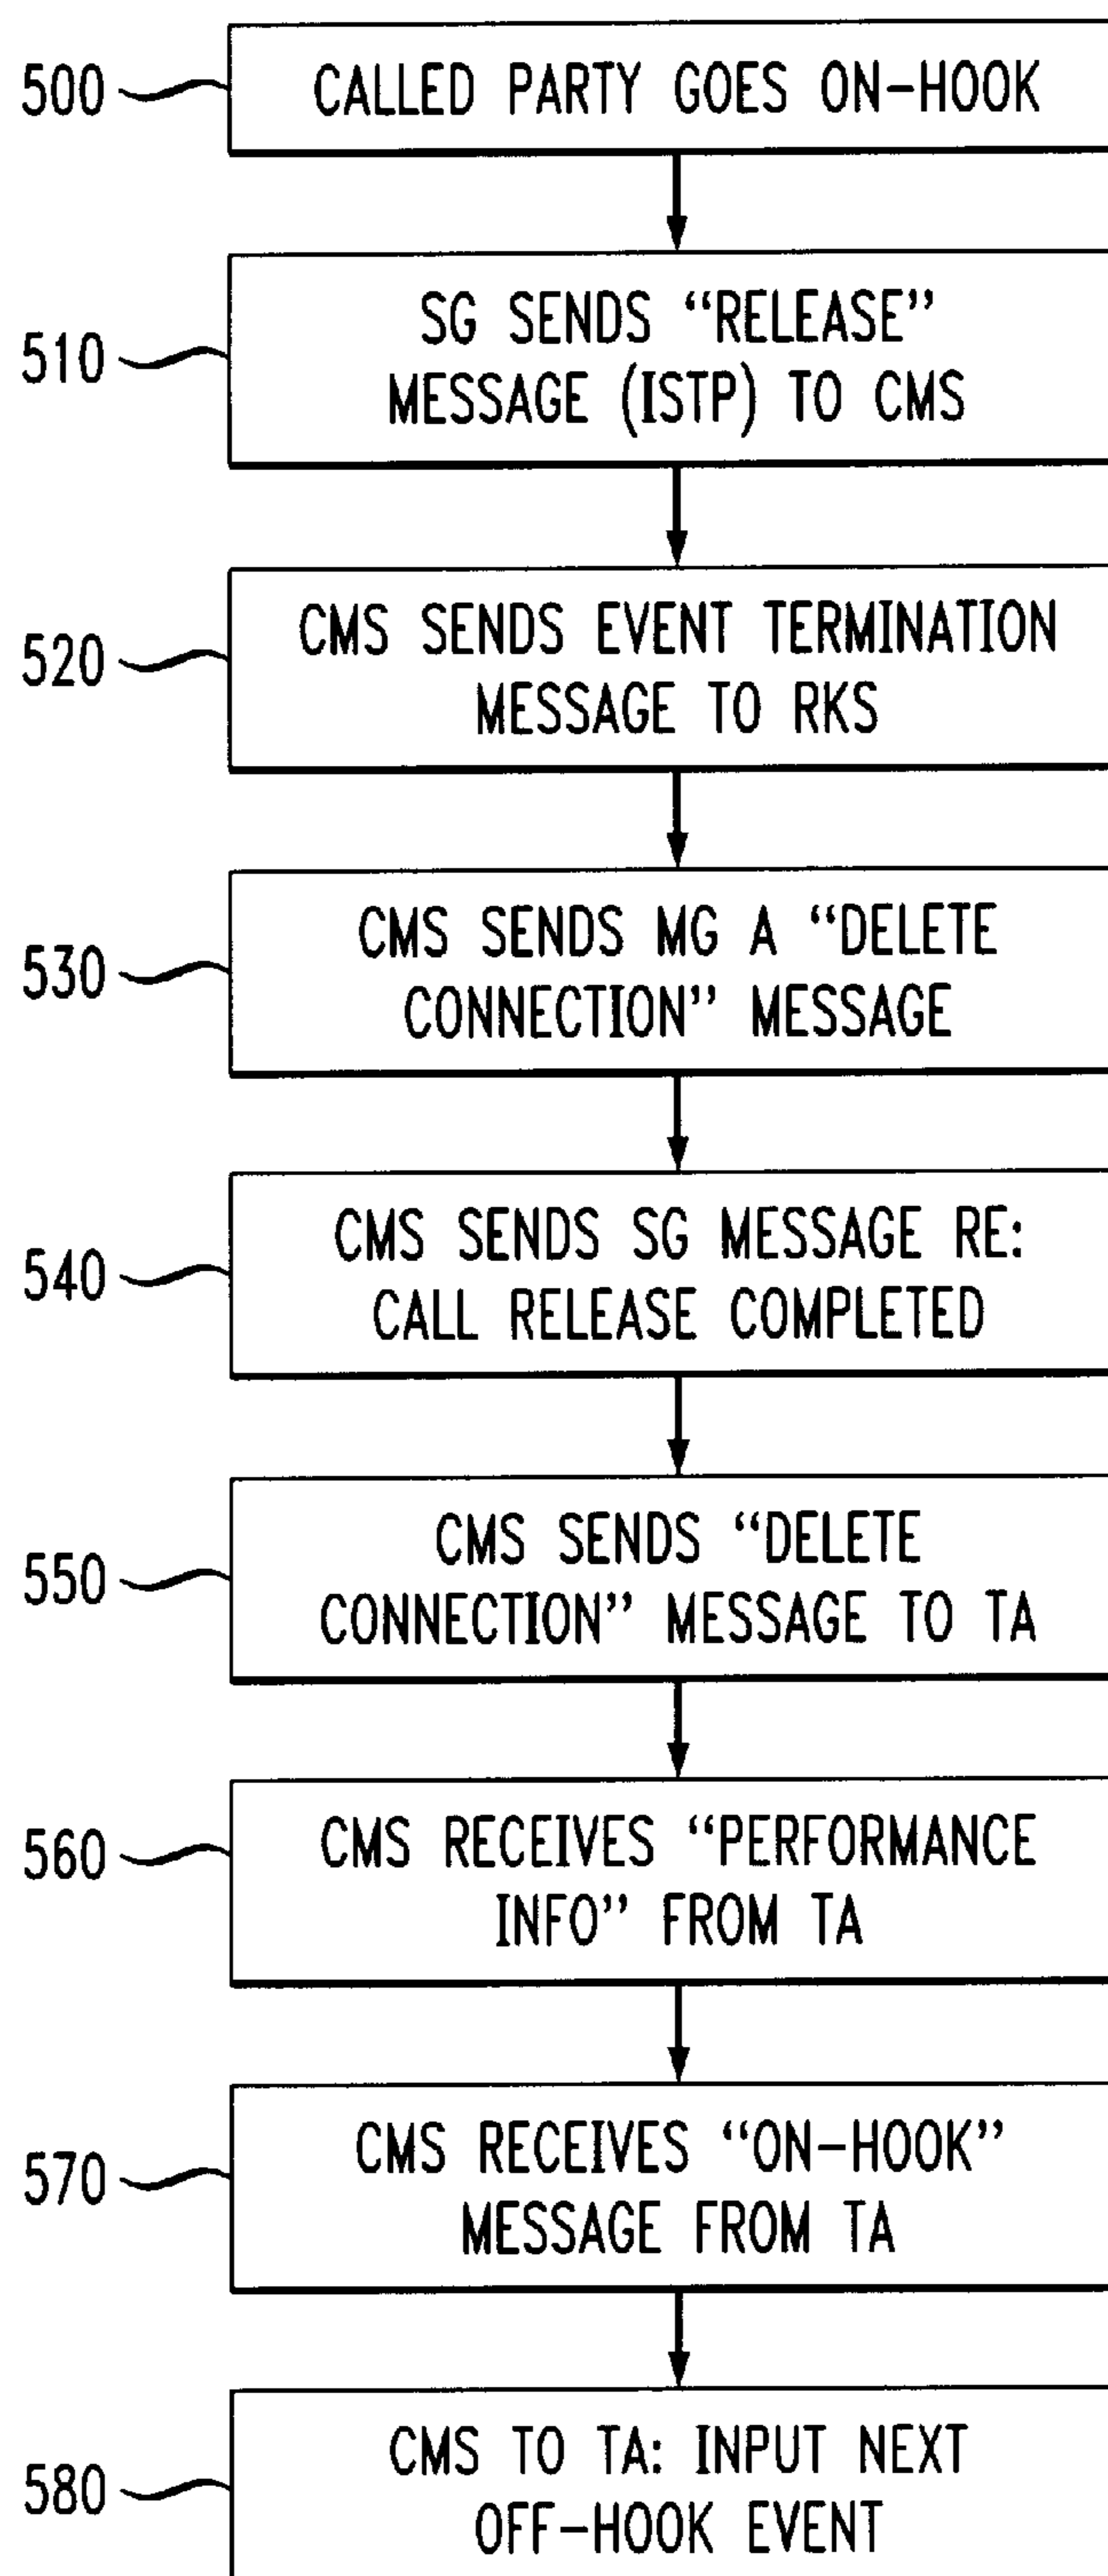 500
CALLED PARTY GOES ON-HOOK
510
SG SENDS “RELEASE”
MESSAGE (ISTP) TO CMS
520
CMS SENDS EVENT TERMINATION
MESSAGE TO RKS
530
CMS SENDS MG A “DELETE
CONNECTION” MESSAGE
540
CMS SENDS SG MESSAGE RE:
CALL RELEASE COMPLETED
550
CMS SENDS “DELETE
CONNECTION” MESSAGE TO TA
560
CMS RECEIVES “PERFORMANCE
INFO” FROM TA
570
CMS RECEIVES “ON-HOOK”
MESSAGE FROM TA
580
CMS TO TA: INPUT NEXT
OFF-HOOK EVENT